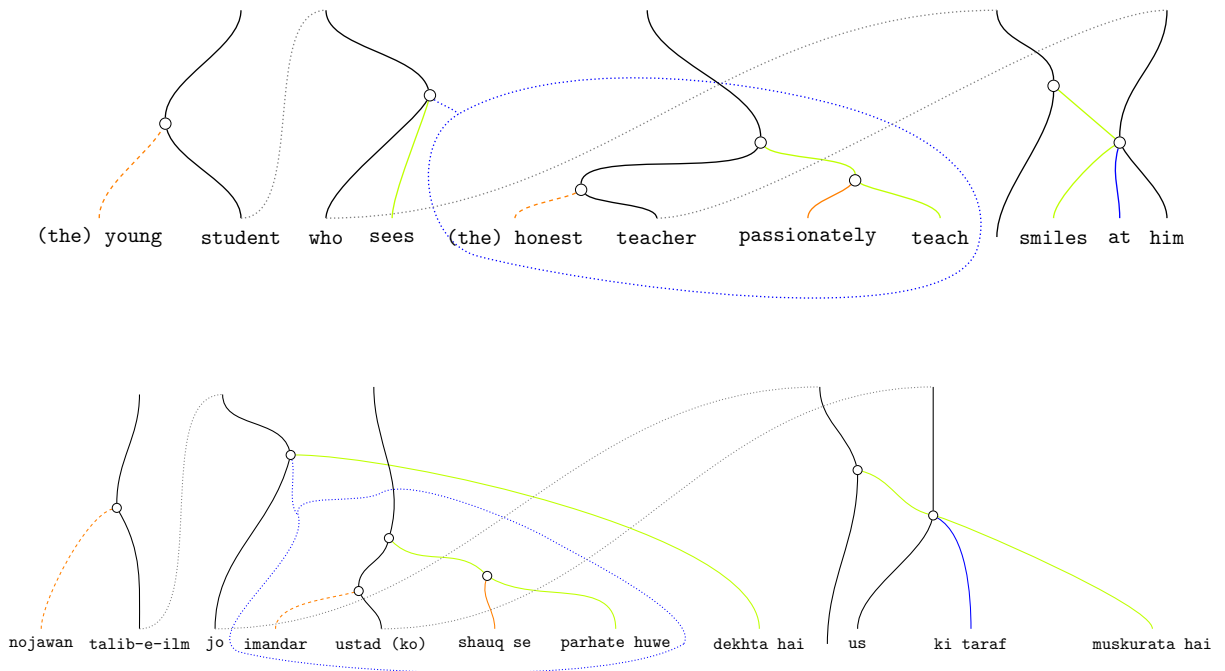 (the) young student who sees (the) honest teacher passionately teach smiles at him
nojawan talib-e-ilm jo imandar ustad (ko) shauq se parhate huwe dekhta hai us ki taraf muskurata hai